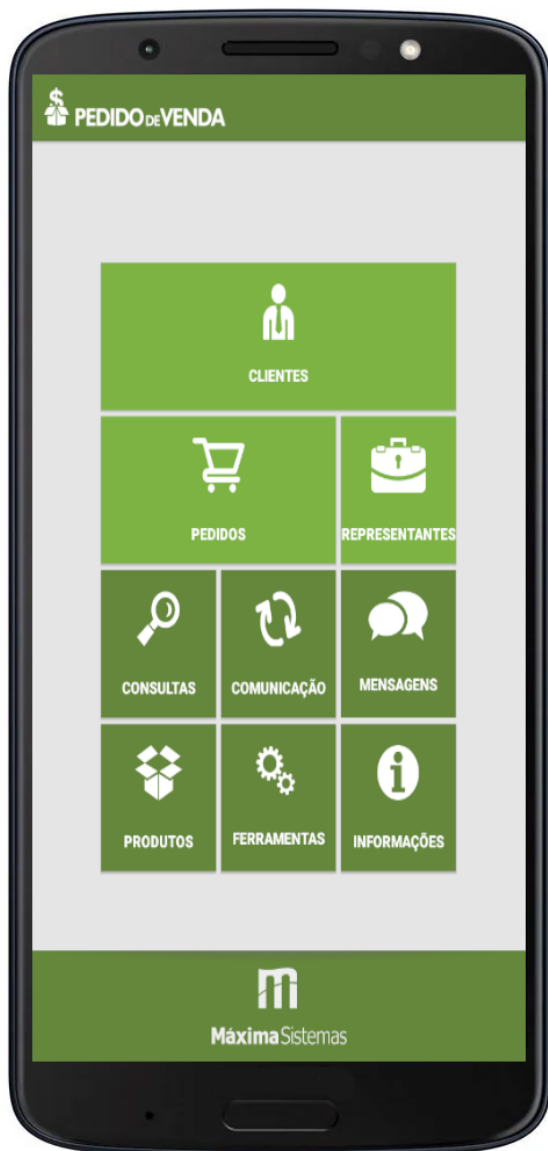 PEDIDO DE VENDA
CLIENTES
PEDIDOS
REPRESENTANTES
CONSULTAS
COMUNICAÇÃO
MENSAGENS
PRODUTOS
FERRAMENTAS
INFORMAÇÕES
Máxima Sistemas